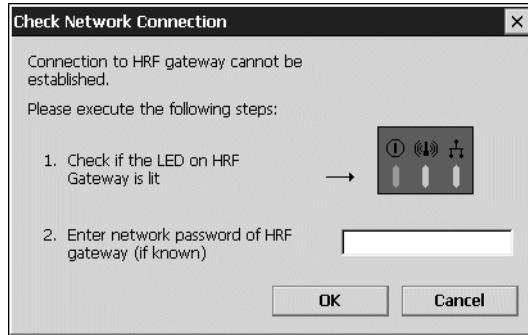 Check Network Connection
Connection to HRF gateway cannot be
established.
Please execute the following steps:
1. Check if the LED on HRF
Gateway is lit
2. Enter network password of HRF
gateway (if known)
OK
Cancel